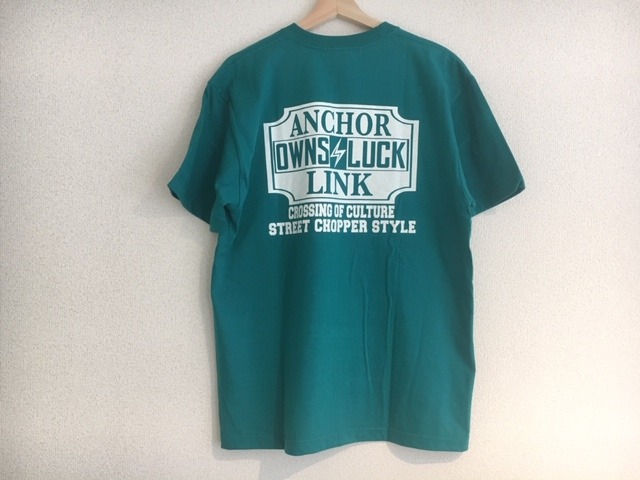 ANCHOR
OWNS LUCK
LINK
CROSSING OF CULTURE
STREET CHOPPER STYLE